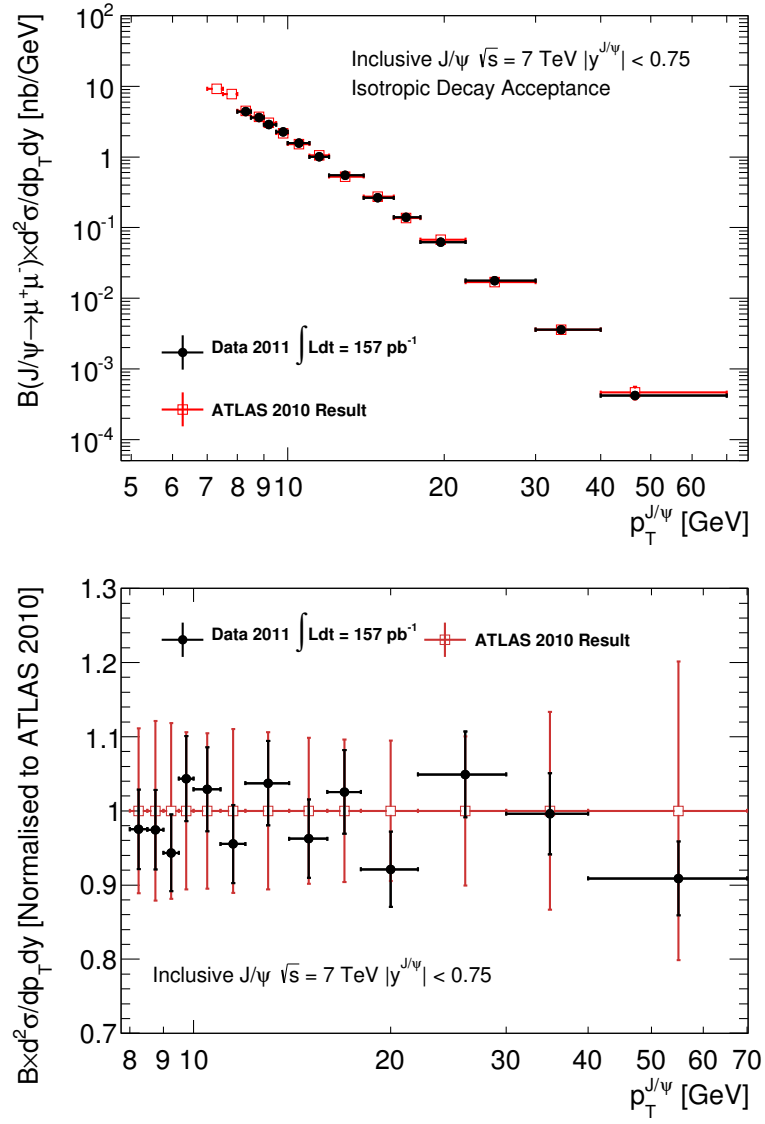 B(J/ψ→μ⁺μ⁻)×d²σ/dp_T dy [nb/GeV]
10²
10
1
10⁻¹
10⁻²
10⁻³
10⁻⁴
Inclusive J/ψ √s = 7 TeV |y^J/ψ| < 0.75
Isotropic Decay Acceptance
Data 2011 ∫Ldt = 157 pb⁻¹
ATLAS 2010 Result
5 6 7 8 9 10 20 30 40 50 60
p_T^J/ψ [GeV]
B×d²σ/dp_T dy [Normalised to ATLAS 2010]
1.3
1.2
1.1
1
0.9
0.8
0.7
Data 2011 ∫Ldt = 157 pb⁻¹ ATLAS 2010 Result
Inclusive J/ψ √s = 7 TeV |y^J/ψ| < 0.75
8 9 10 20 30 40 50 60 70
p_T^J/ψ [GeV]